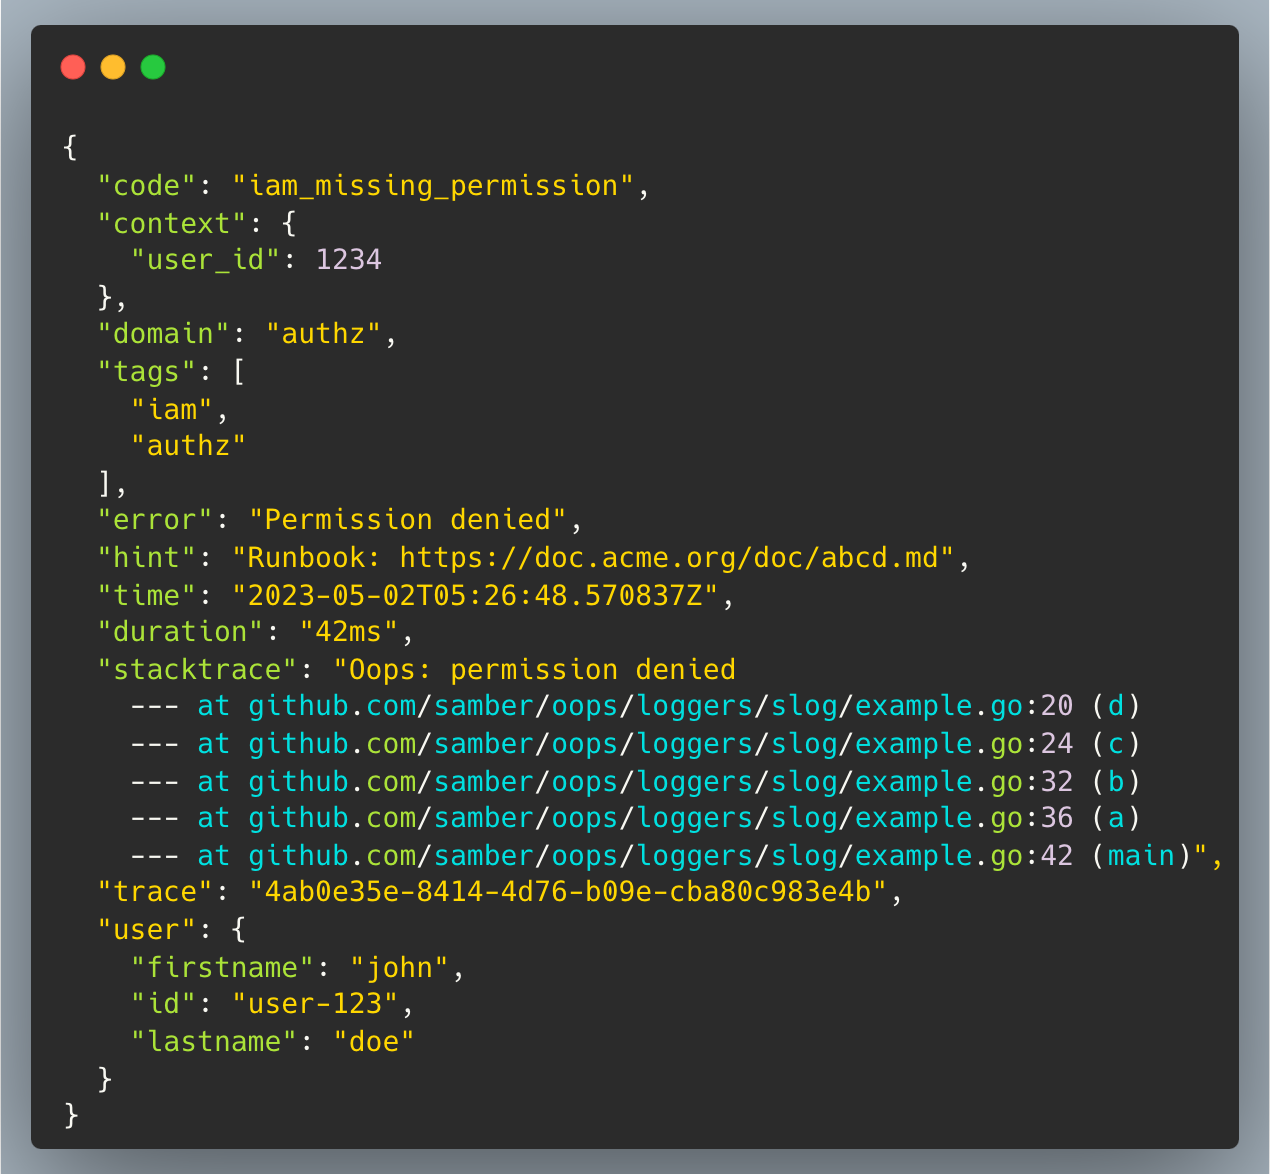 {
  "code": "iam_missing_permission",
  "context": {
    "user_id": 1234
  },
  "domain": "authz",
  "tags": [
    "iam",
    "authz"
  ],
  "error": "Permission denied",
  "hint": "Runbook: https://doc.acme.org/doc/abcd.md",
  "time": "2023-05-02T05:26:48.570837Z",
  "duration": "42ms",
  "stacktrace": "Oops: permission denied
    --- at github.com/samber/oops/loggers/slog/example.go:20 (d)
    --- at github.com/samber/oops/loggers/slog/example.go:24 (c)
    --- at github.com/samber/oops/loggers/slog/example.go:32 (b)
    --- at github.com/samber/oops/loggers/slog/example.go:36 (a)
    --- at github.com/samber/oops/loggers/slog/example.go:42 (main)",
  "trace": "4ab0e35e-8414-4d76-b09e-cba80c983e4b",
  "user": {
    "firstname": "john",
    "id": "user-123",
    "lastname": "doe"
  }
}